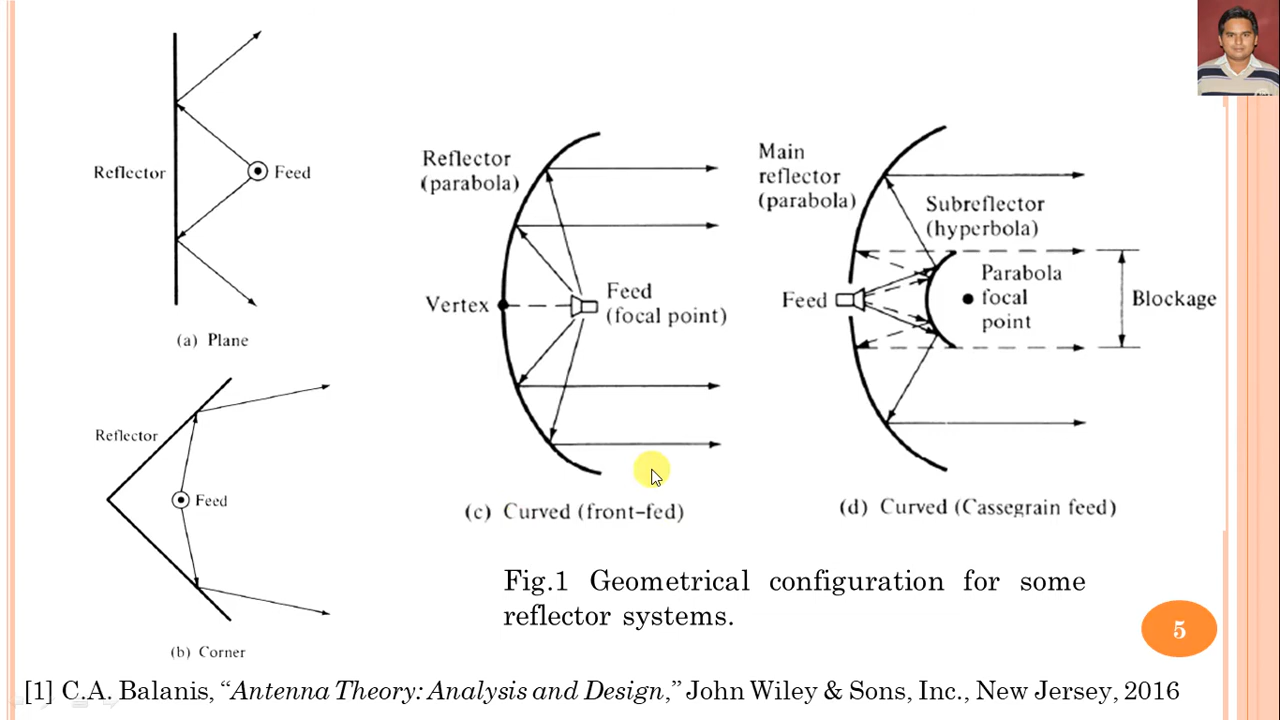 Reflector
Feed
(a) Plane
Reflector
Feed
(b) Corner
Reflector
(parabola)
Vertex
Feed
(focal point)
(c) Curved (front-fed)
Main
reflector
(parabola)
Subreflector
(hyperbola)
Feed
Parabola
focal
point
Blockage
(d) Curved (Cassegrain feed)
Fig.1 Geometrical configuration for some
reflector systems.
5
[1] C.A. Balanis, “Antenna Theory: Analysis and Design,” John Wiley & Sons, Inc., New Jersey, 2016